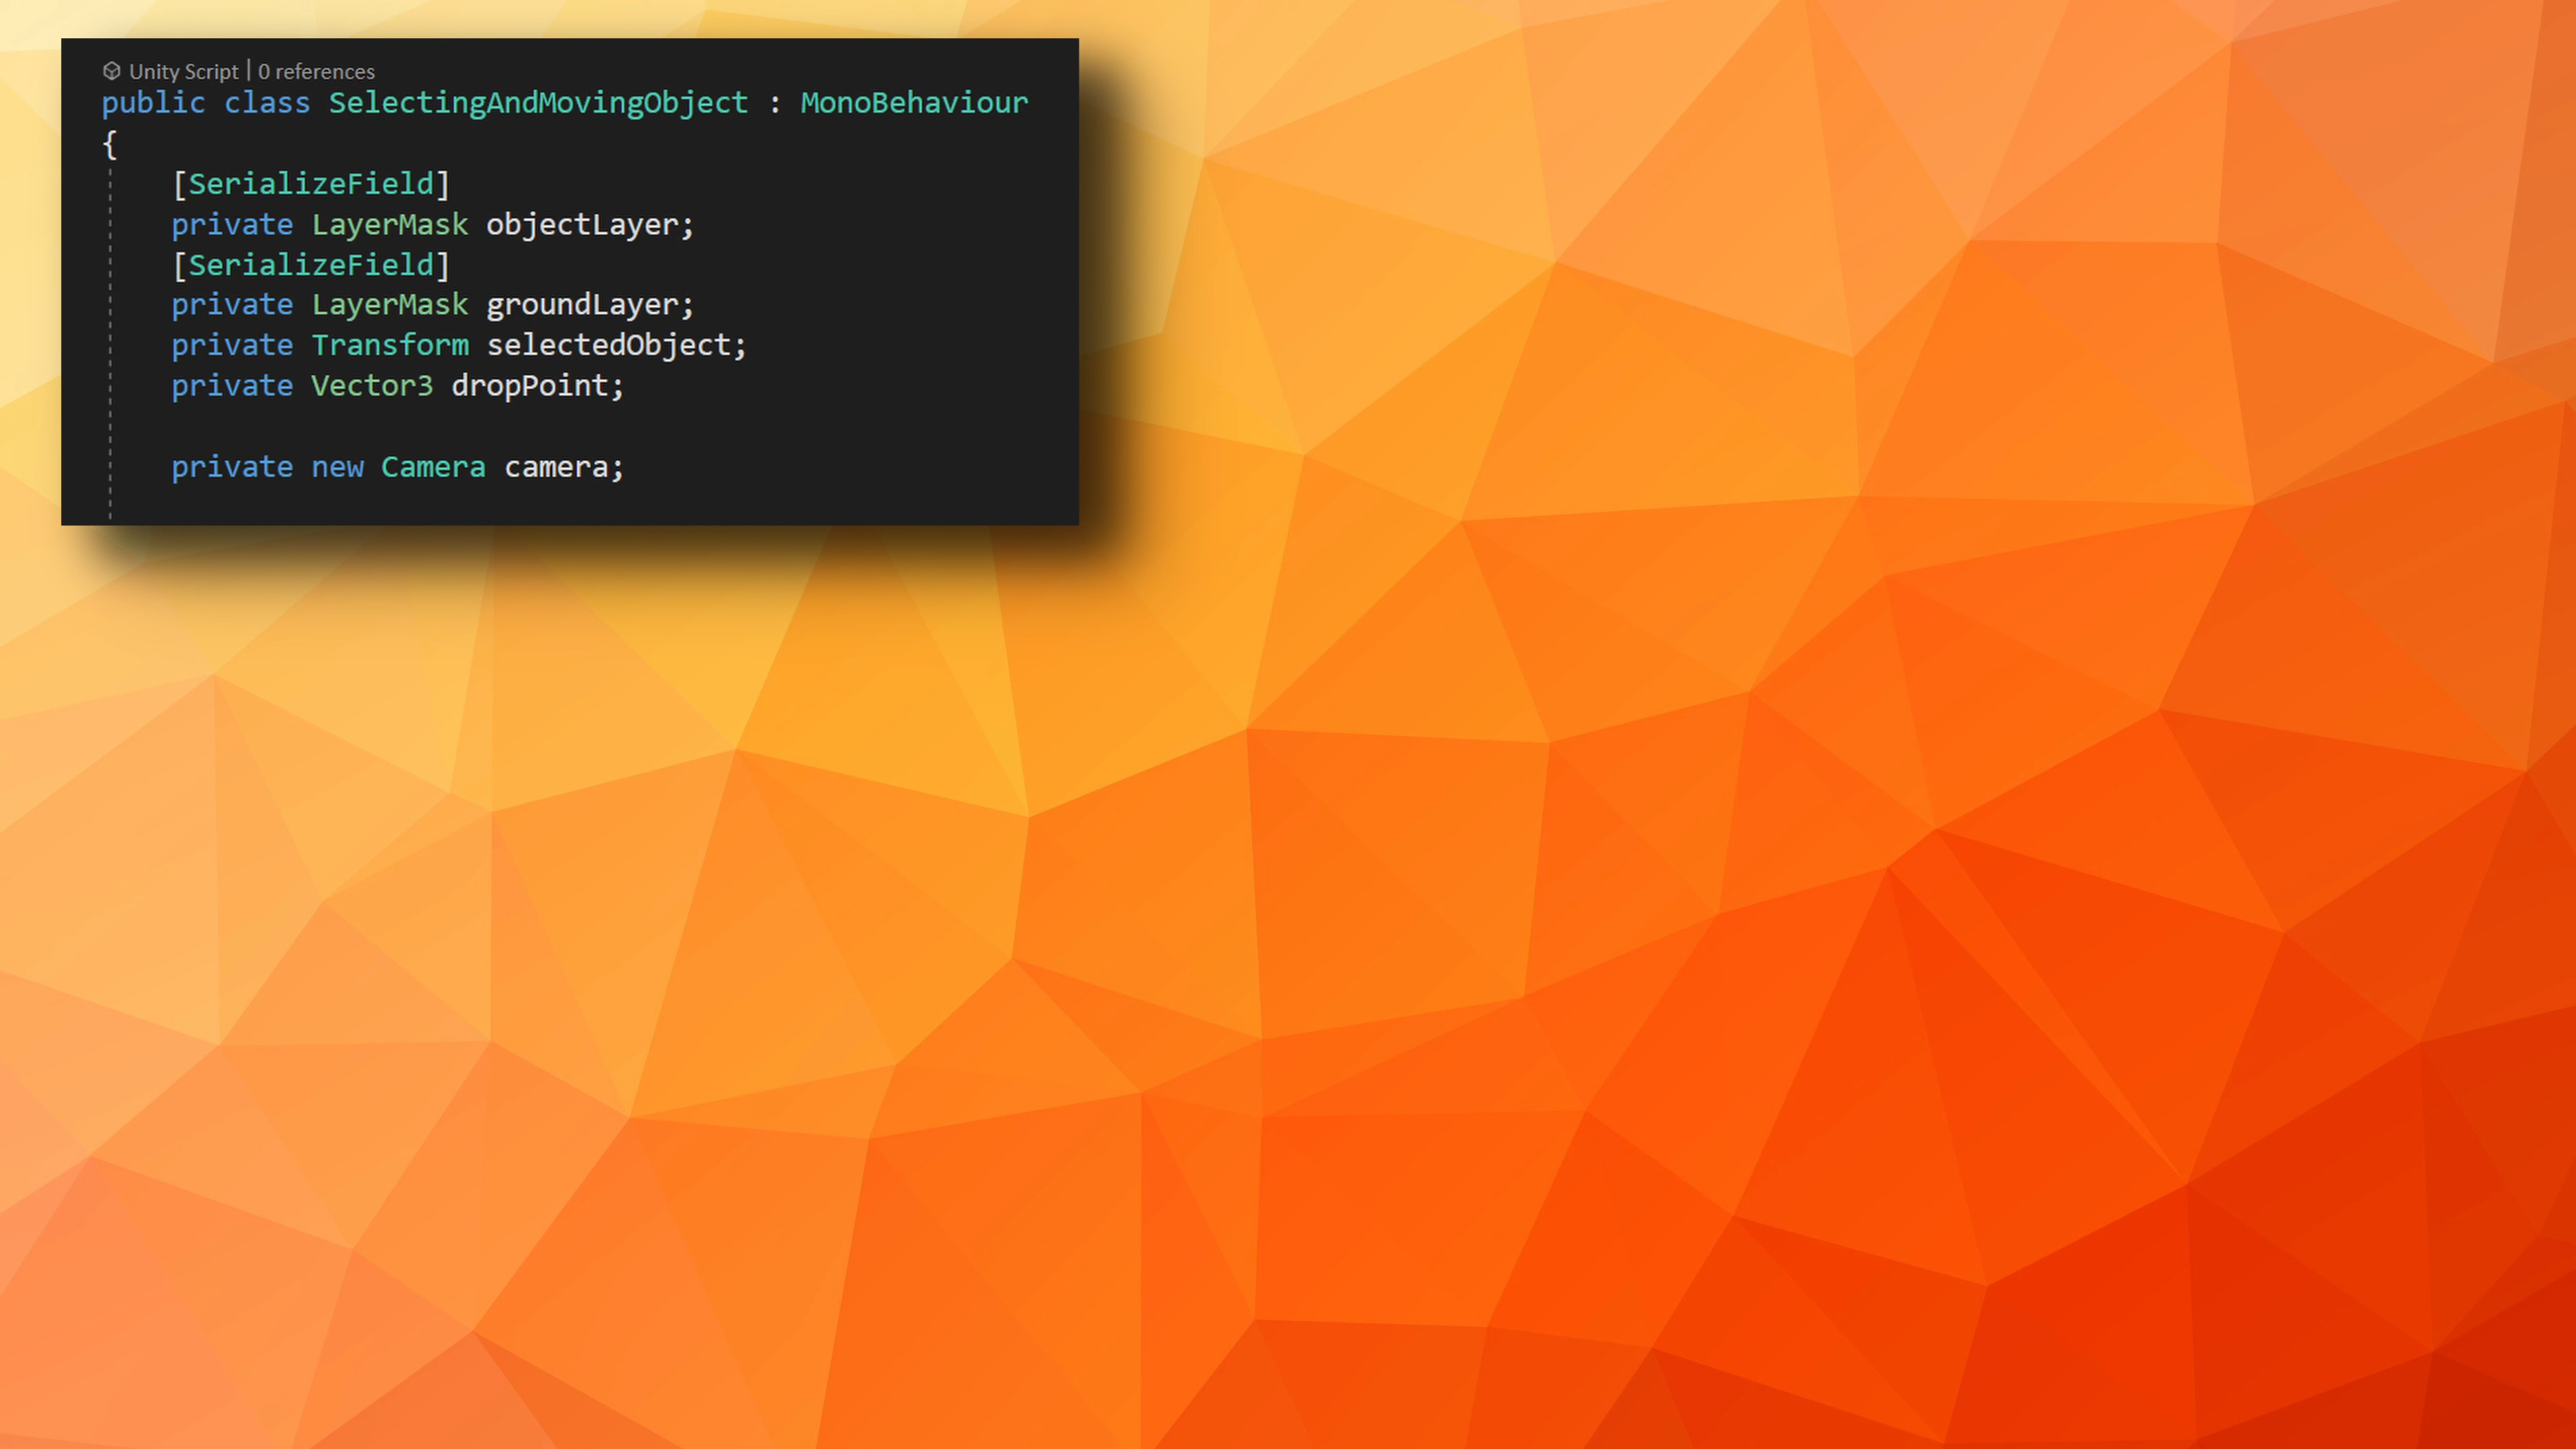 Unity Script | 0 references
public class SelectingAndMovingObject : MonoBehaviour
{
[SerializeField]
private LayerMask objectLayer;
[SerializeField]
private LayerMask groundLayer;
private Transform selectedObject;
private Vector3 dropPoint;
private new Camera camera;